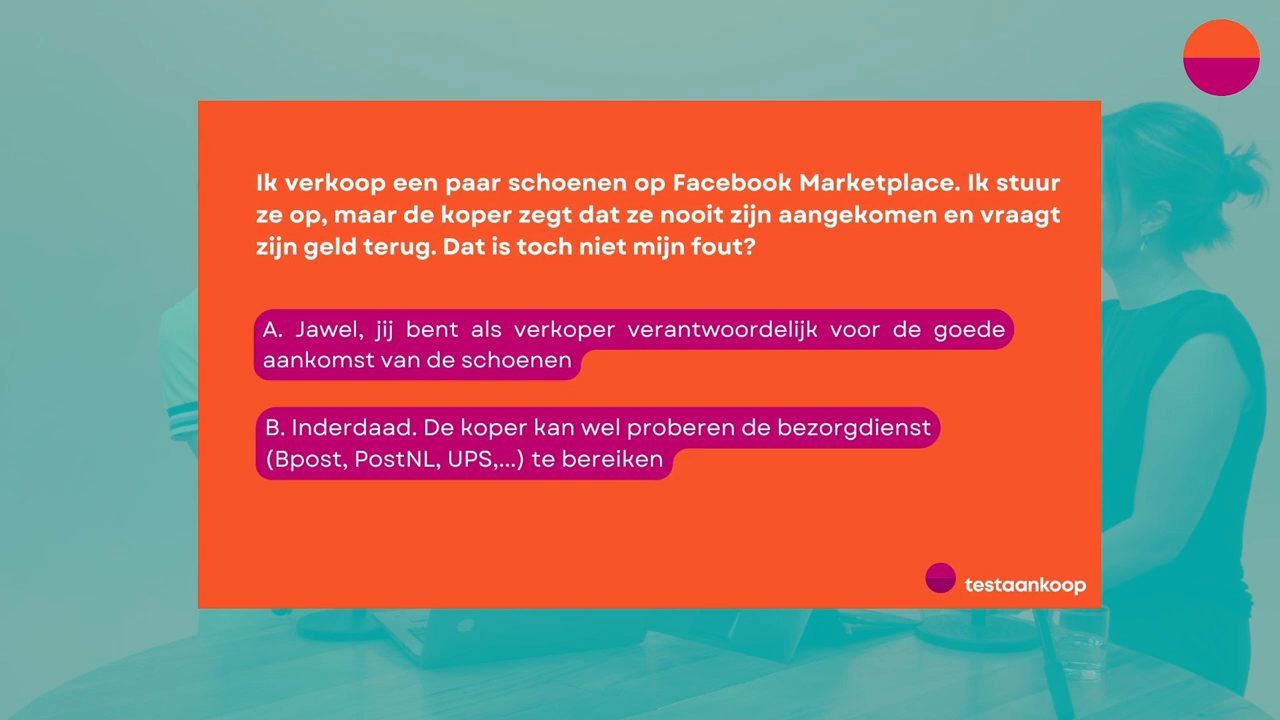 Ik verkoop een paar schoenen op Facebook Marketplace. Ik stuur
ze op, maar de koper zegt dat ze nooit zijn aangekomen en vraagt
zijn geld terug. Dat is toch niet mijn fout?
A. Jawel, jij bent als verkoper verantwoordelijk voor de goede
aankomst van de schoenen
B. Inderdaad. De koper kan wel proberen de bezorgdienst
(Bpost, PostNL, UPS,...) te bereiken
testaankoop